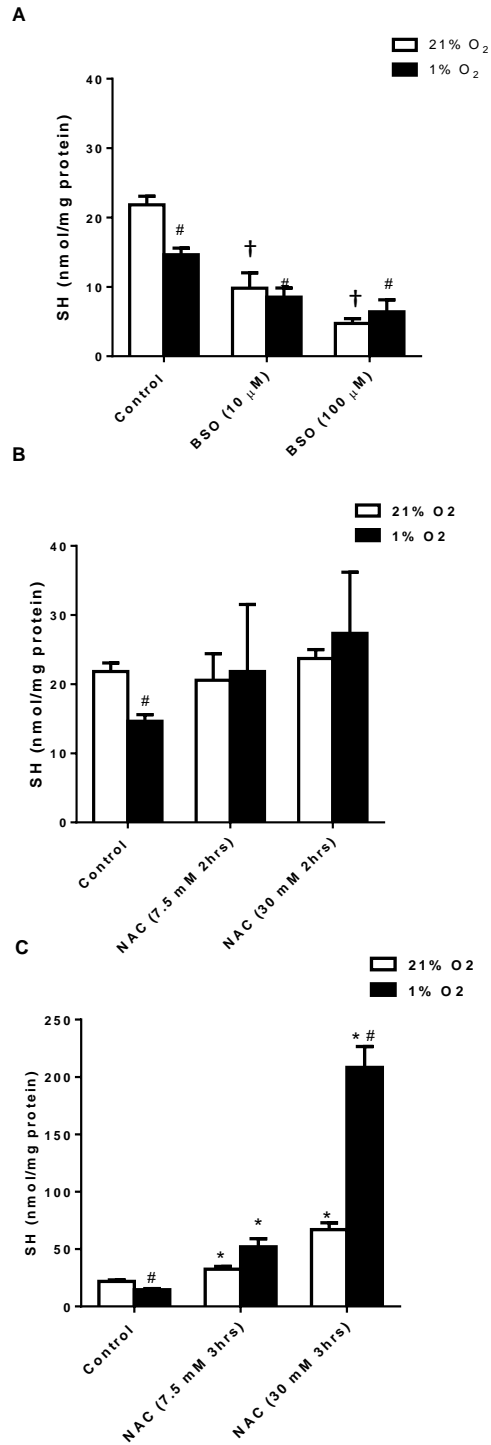 A
21% O₂
1% O₂
SH (nmol/mg protein)
40
30
20
10
0
#
†
#
†
#
Control
BSO (10 μM)
BSO (100 μM)
B
21% O2
1% O2
SH (nmol/mg protein)
40
30
20
10
0
#
Control
NAC (7.5 mM 2hrs)
NAC (30 mM 2hrs)
C
21% O2
1% O2
SH (nmol/mg protein)
250
200
150
100
50
0
#
*
*
*
* #
Control
NAC (7.5 mM 3hrs)
NAC (30 mM 3hrs)